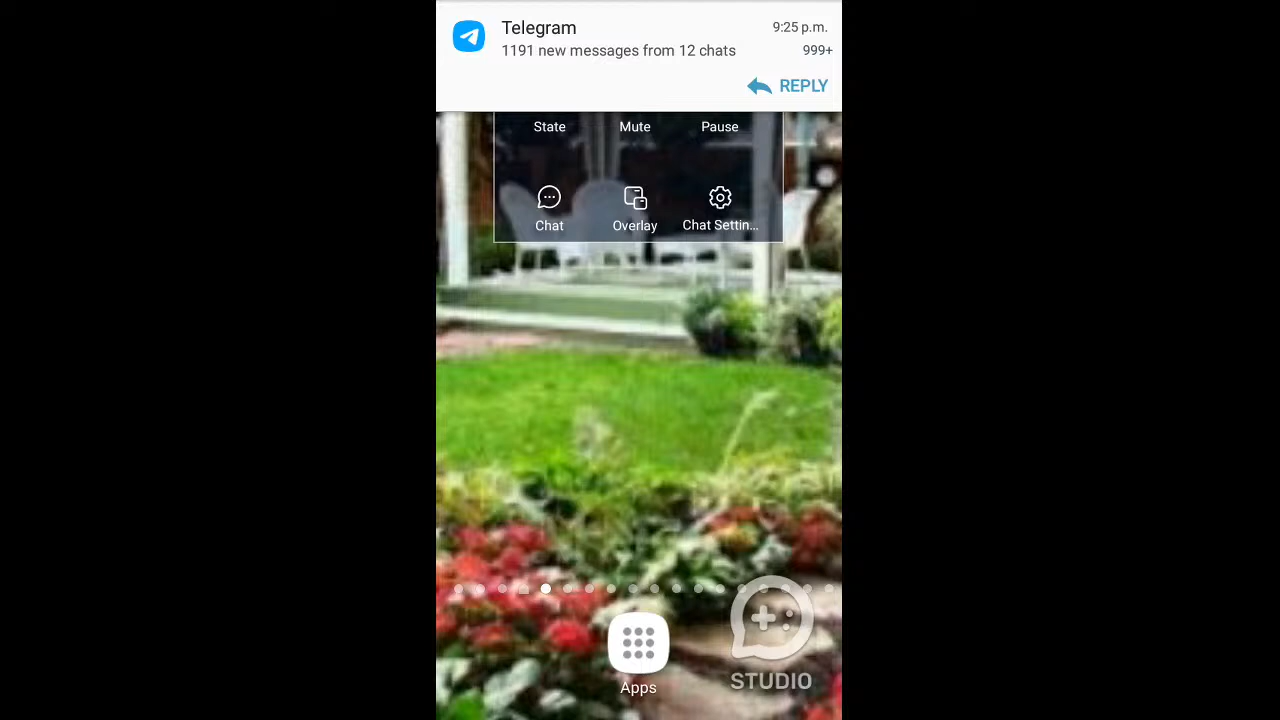 Telegram
9:25 p.m.
1191 new messages from 12 chats
999+
REPLY
State
Mute
Pause
Chat
Overlay
Chat Settin...
Apps
STUDIO